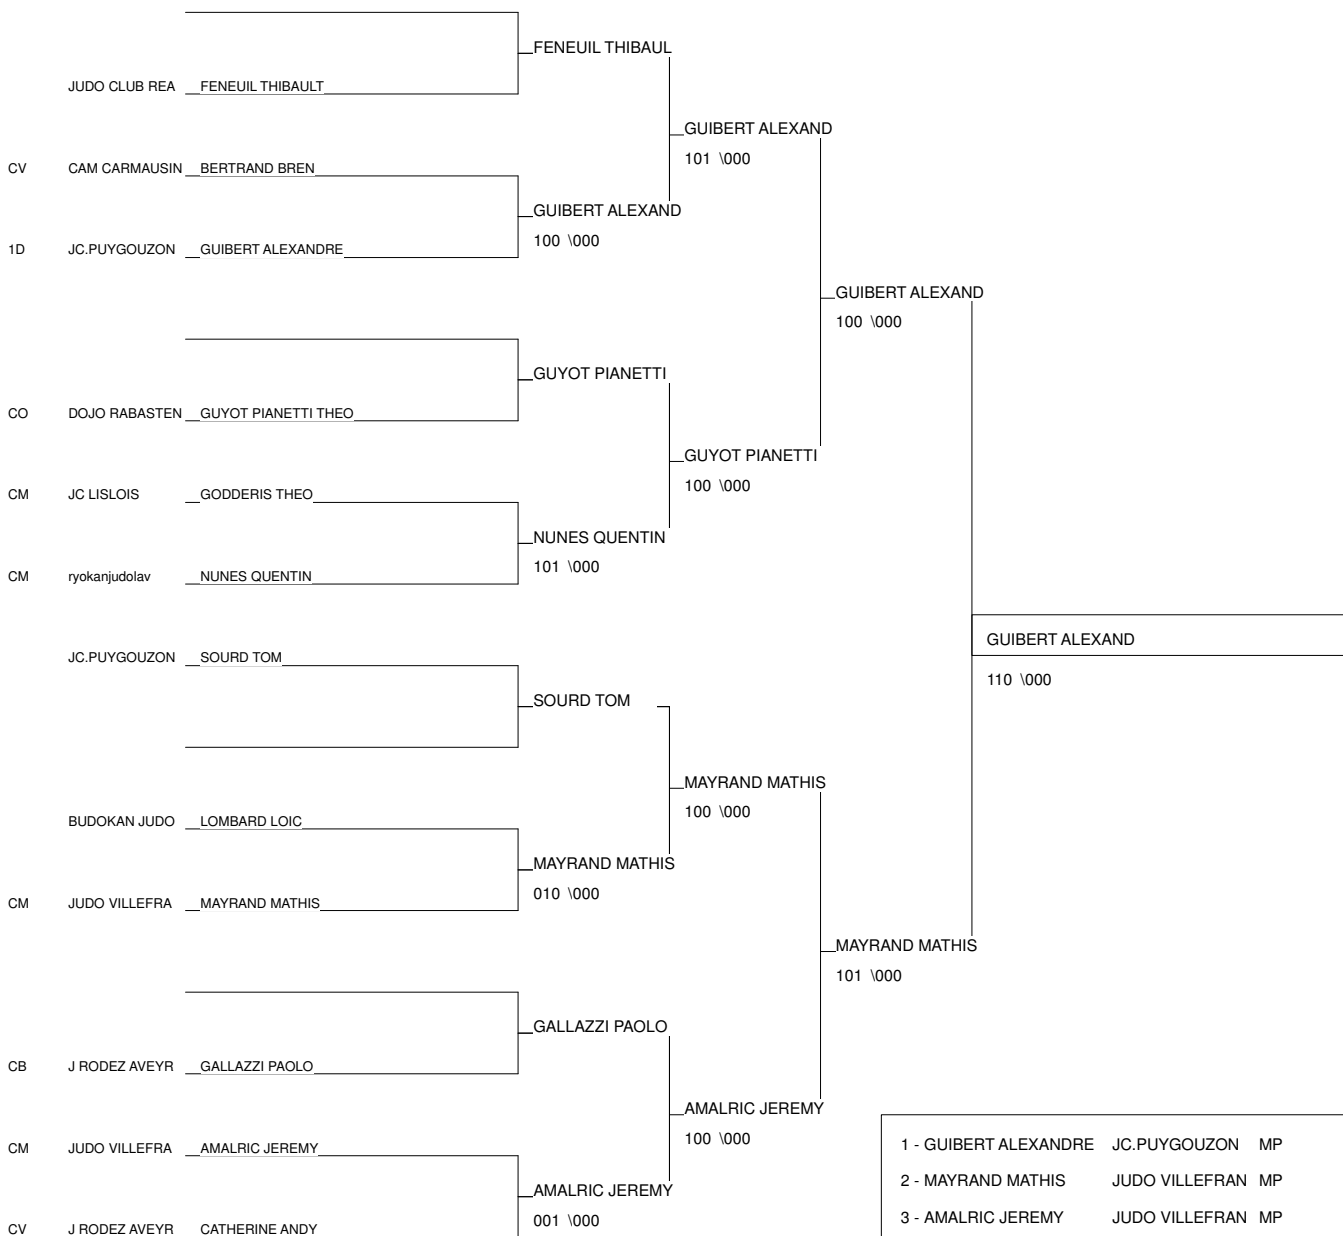 FENEUIL THIBAUL
JUDO CLUB REA FENEUIL THIBAULT
GUIBERT ALEXAND
101 \000
CV CAM CARMAUSIN BERTRAND BREN
GUIBERT ALEXAND
100 \000
1D JC.PUYGOUZON GUIBERT ALEXANDRE
GUIBERT ALEXAND
100 \000
GUYOT PIANETTI
CO DOJO RABASTEN GUYOT PIANETTI THEO
GUYOT PIANETTI
100 \000
CM JC LISLOIS GODDERIS THEO
NUNES QUENTIN
101 \000
CM ryokanjudolav NUNES QUENTIN
GUIBERT ALEXAND
110 \000
JC.PUYGOUZON SOURD TOM
SOURD TOM
MAYRAND MATHIS
100 \000
BUDOKAN JUDO LOMBARD LOIC
MAYRAND MATHIS
010 \000
CM JUDO VILLEFRA MAYRAND MATHIS
MAYRAND MATHIS
101 \000
GALLAZZI PAOLO
CB J RODEZ AVEYR GALLAZZI PAOLO
AMALRIC JEREMY
100 \000
CM JUDO VILLEFRA AMALRIC JEREMY
AMALRIC JEREMY
001 \000
CV J RODEZ AVEYR CATHERINE ANDY
1 - GUIBERT ALEXANDRE JC.PUYGOUZON MP
2 - MAYRAND MATHIS JUDO VILLEFRAN MP
3 - AMALRIC JEREMY JUDO VILLEFRAN MP